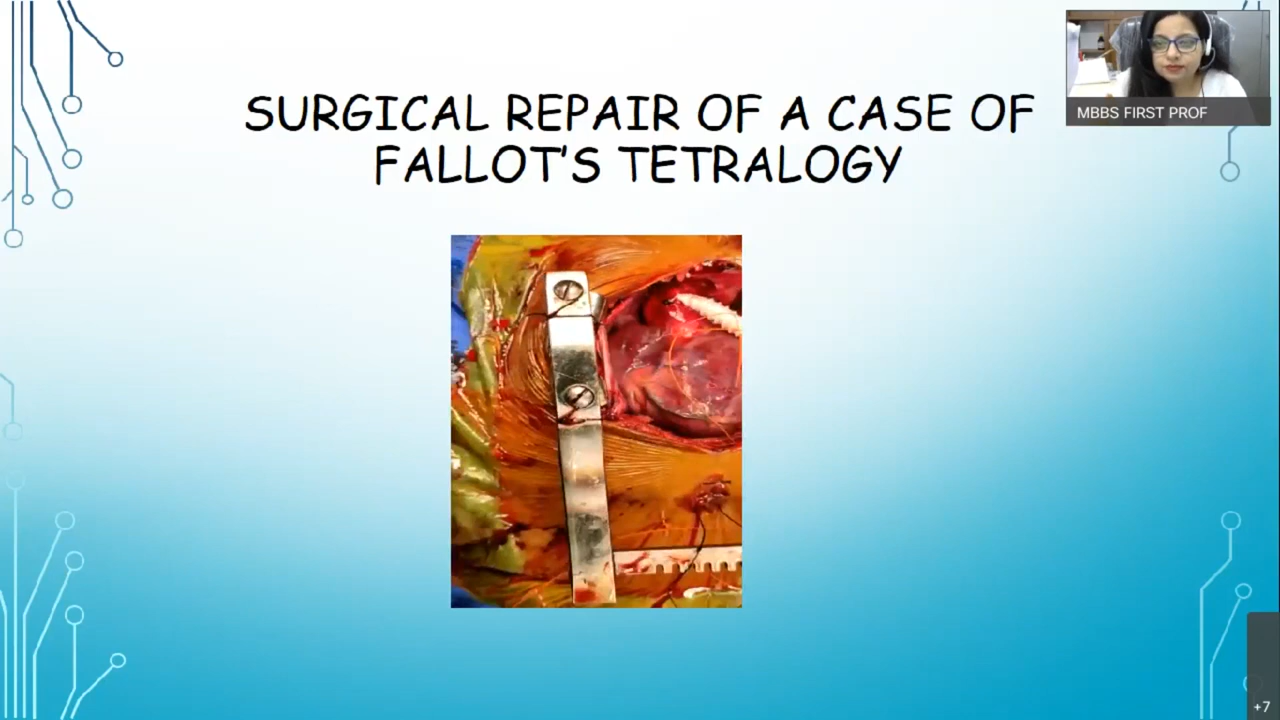 SURGICAL REPAIR OF A CASE OF
FALLOT'S TETRALOGY
MBBS FIRST PROF
+7